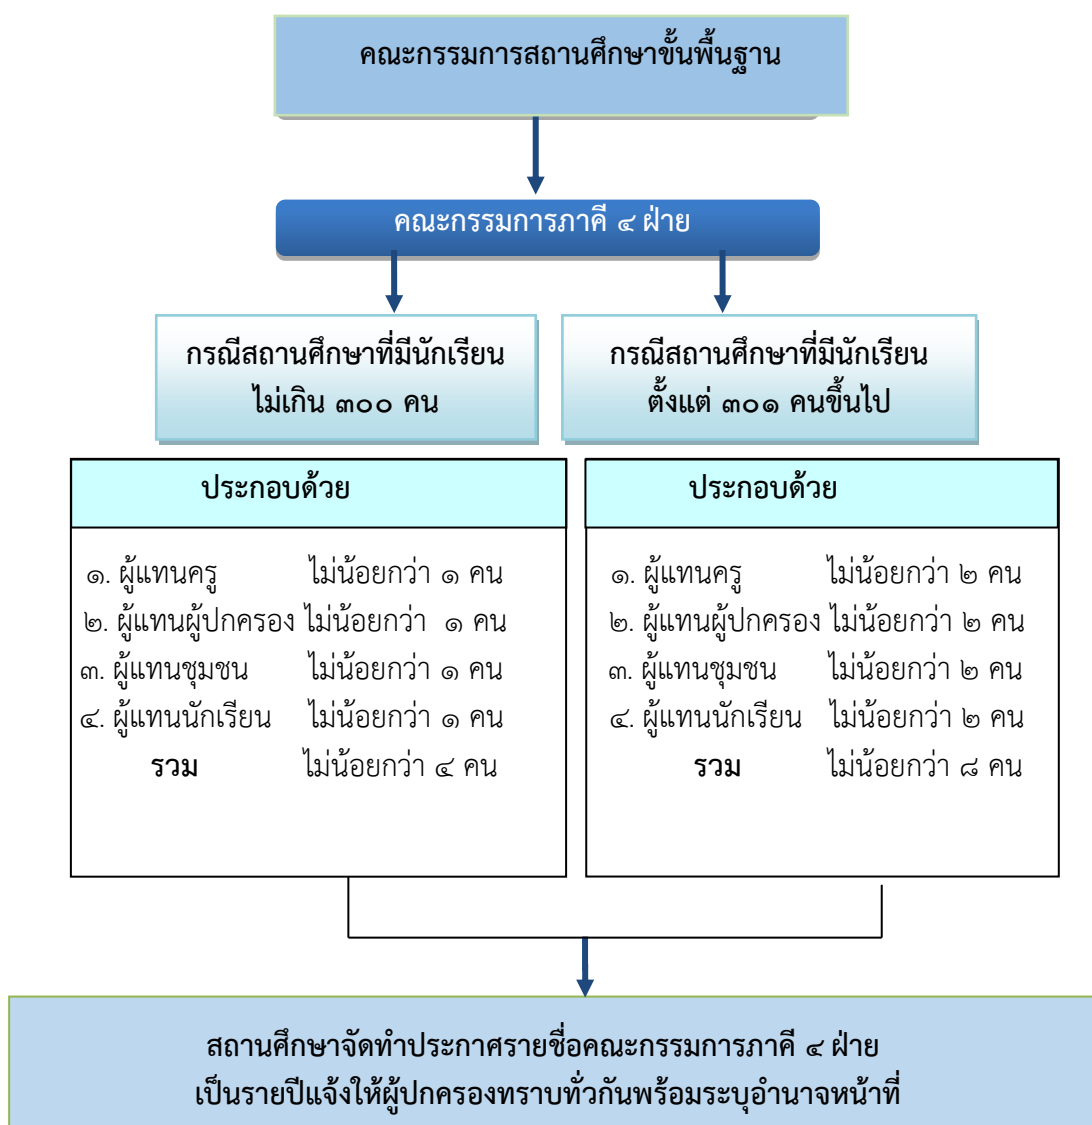 คณะกรรมการสถานศึกษาขั้นพื้นฐาน
คณะกรรมการภาคี ๔ ฝ่าย
กรณีสถานศึกษาที่มีนักเรียน
ไม่เกิน ๓๐๐ คน
กรณีสถานศึกษาที่มีนักเรียน
ตั้งแต่ ๓๐๑ คนขึ้นไป
ประกอบด้วย
๑. ผู้แทนครู ไม่น้อยกว่า ๑ คน
๒. ผู้แทนผู้ปกครอง ไม่น้อยกว่า ๑ คน
๓. ผู้แทนชุมชน ไม่น้อยกว่า ๑ คน
๔. ผู้แทนนักเรียน ไม่น้อยกว่า ๑ คน
รวม ไม่น้อยกว่า ๔ คน
ประกอบด้วย
๑. ผู้แทนครู ไม่น้อยกว่า ๒ คน
๒. ผู้แทนผู้ปกครอง ไม่น้อยกว่า ๒ คน
๓. ผู้แทนชุมชน ไม่น้อยกว่า ๒ คน
๔. ผู้แทนนักเรียน ไม่น้อยกว่า ๒ คน
รวม ไม่น้อยกว่า ๘ คน
สถานศึกษาจัดทำประกาศรายชื่อคณะกรรมการภาคี ๔ ฝ่าย
เป็นรายปีแจ้งให้ผู้ปกครองทราบทั่วกันพร้อมระบุอำนาจหน้าที่